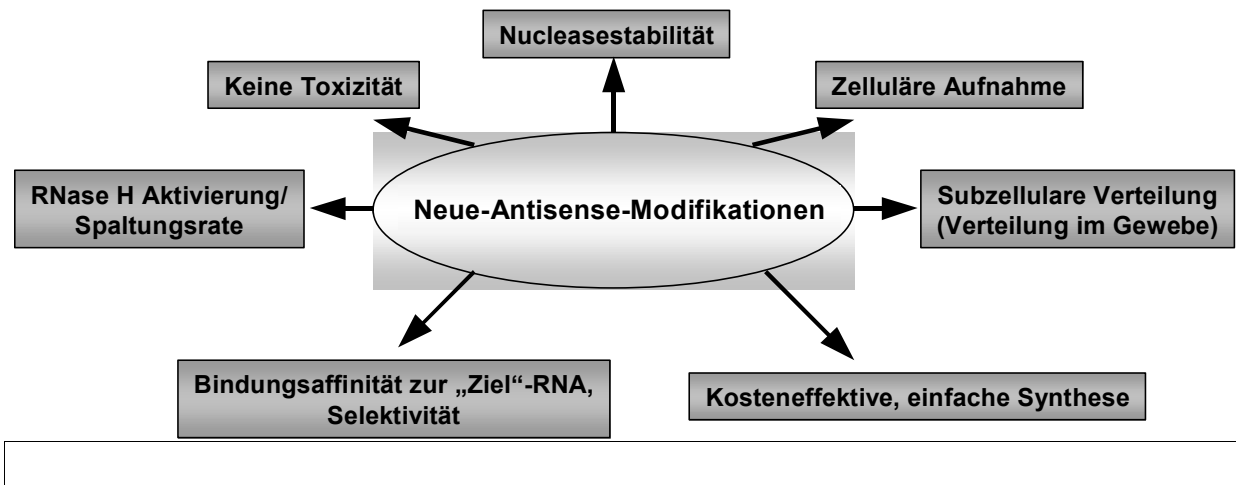 Nucleasestabilität
Keine Toxizität
Zelluläre Aufnahme
RNase H Aktivierung/
Spaltungsrate
Neue-Antisense-Modifikationen
Subzellulare Verteilung
(Verteilung im Gewebe)
Bindungsaffinität zur „Ziel“-RNA,
Selektivität
Kosteneffektive, einfache Synthese